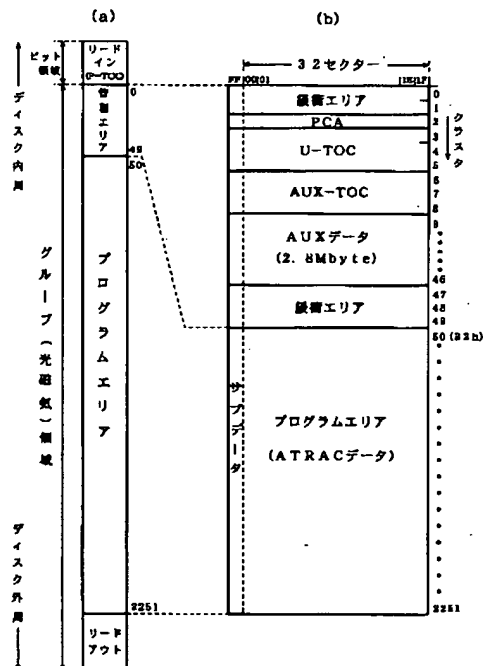 (a)
(b)
ディスク内周
ピット領域
リードイン
(P-TOC)
管理エリア
0
49
50
プログラムエリア
グルーブ(光磁気)領域
ディスク外周
2251
リードアウト
32セクター
FF
00
01
1E
1F
緩衝エリア
PCA
U-TOC
AUX-TOC
AUXデータ
(2.8Mbyte)
緩衝エリア
サブデータ
プログラムエリア
(ATRACデータ)
0
1
2
3
4
5
6
7
8
9
46
47
48
49
50 (32h)
2251
クラスタ